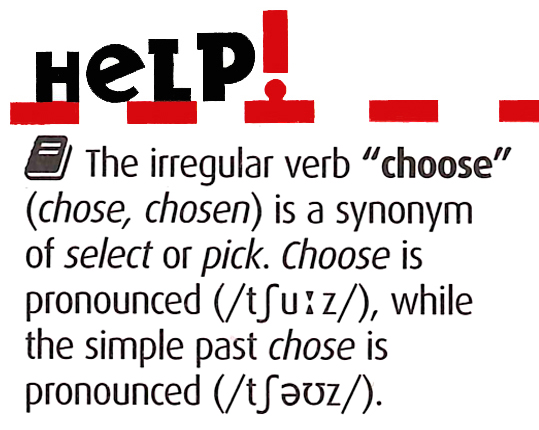 HeLP!
The irregular verb “choose”
(chose, chosen) is a synonym
of select or pick. Choose is
pronounced (/tʃuːz/), while
the simple past chose is
pronounced (/tʃəʊz/).